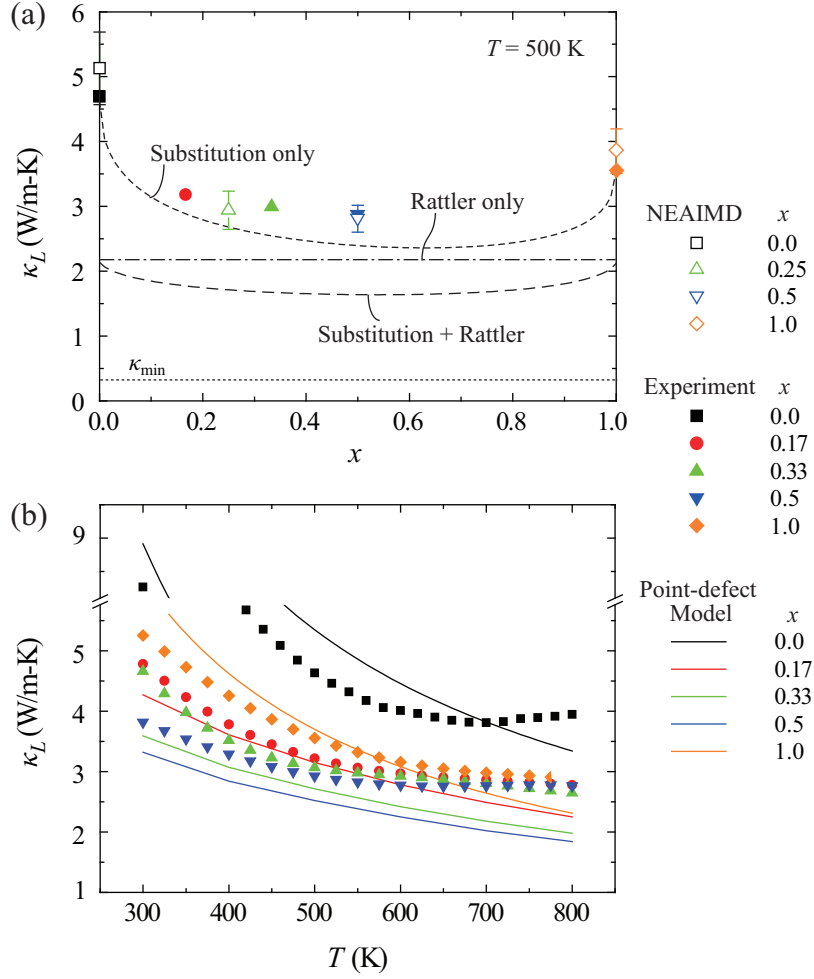 (a)
T = 500 K
6
5
4
3
2
1
0
κL (W/m-K)
Substitution only
Rattler only
Substitution + Rattler
κmin
0.0 0.2 0.4 0.6 0.8 1.0
x
NEAIMD x
0.0
0.25
0.5
1.0
Experiment x
0.0
0.17
0.33
0.5
1.0
(b)
9
5
4
3
2
1
κL (W/m-K)
300 400 500 600 700 800
T (K)
Point-defect
Model x
0.0
0.17
0.33
0.5
1.0